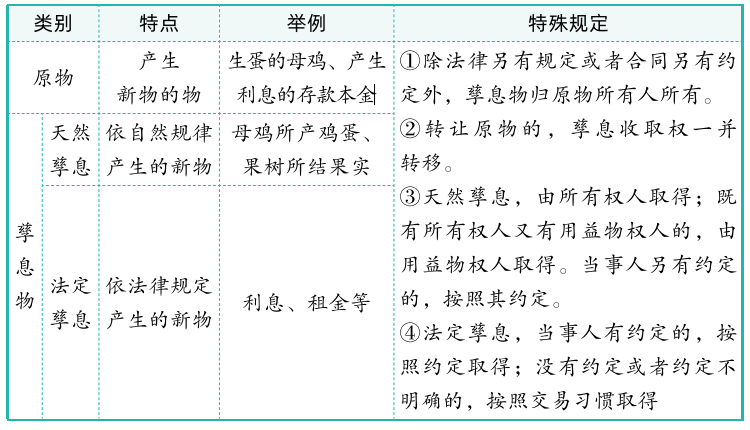 类别 特点 举例 特殊规定
原物
产生
新物的物
生蛋的母鸡、产生
利息的存款本金
孳
息
物
天然
孳息
依自然规律
产生的新物
母鸡所产鸡蛋、
果树所结果实
法定
孳息
依法律规定
产生的新物
利息、租金等
①除法律另有规定或者合同另有约
定外，孳息物归原物所有人所有。
②转让原物的，孳息收取权一并
转移。
③天然孳息，由所有权人取得；既
有所有权人又有用益物权人的，由
用益物权人取得。当事人另有约定
的，按照其约定。
④法定孳息，当事人有约定的，按
照约定取得；没有约定或者约定不
明确的，按照交易习惯取得